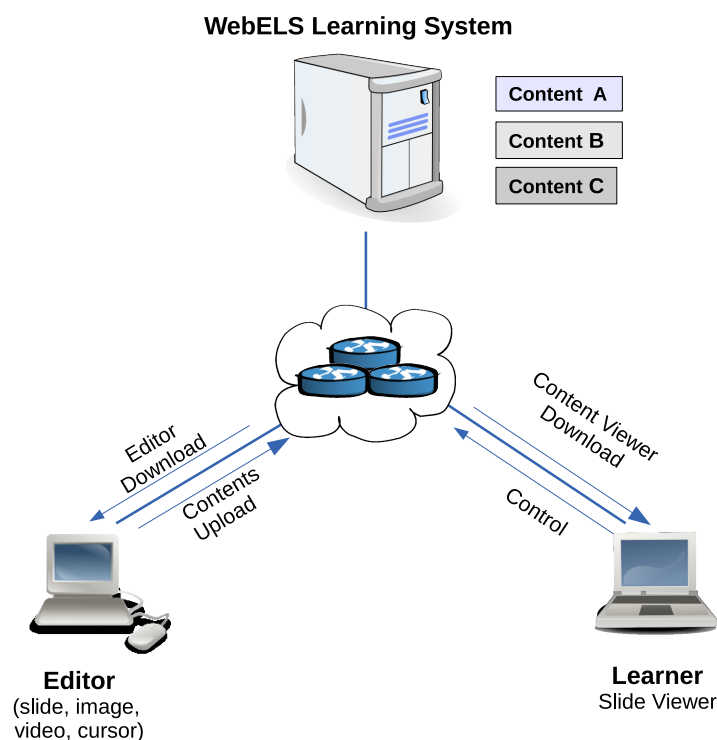 WebELS Learning System
Content A
Content B
Content C
Editor
Download
Contents
Upload
Content Viewer
Download
Control
Editor
(slide, image,
video, cursor)
Learner
Slide Viewer